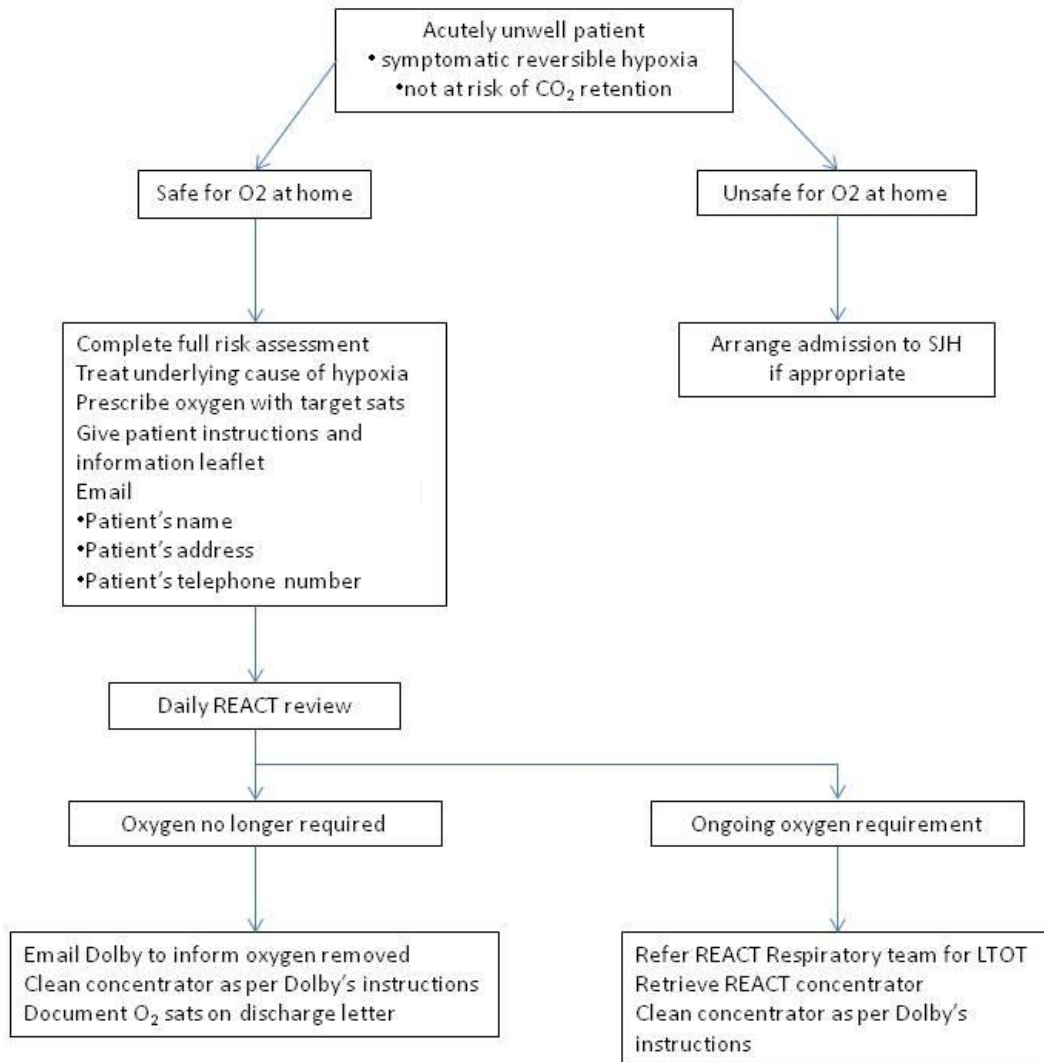 Acutely unwell patient
• symptomatic reversible hypoxia
•not at risk of CO₂ retention
Safe for O2 at home
Unsafe for O2 at home
Complete full risk assessment
Treat underlying cause of hypoxia
Prescribe oxygen with target sats
Give patient instructions and
information leaflet
Email
•Patient's name
•Patient's address
•Patient's telephone number
Arrange admission to SJH
if appropriate
Daily REACT review
Oxygen no longer required
Ongoing oxygen requirement
Email Dolby to inform oxygen removed
Clean concentrator as per Dolby's instructions
Document O₂ sats on discharge letter
Refer REACT Respiratory team for LTOT
Retrieve REACT concentrator
Clean concentrator as per Dolby's
instructions